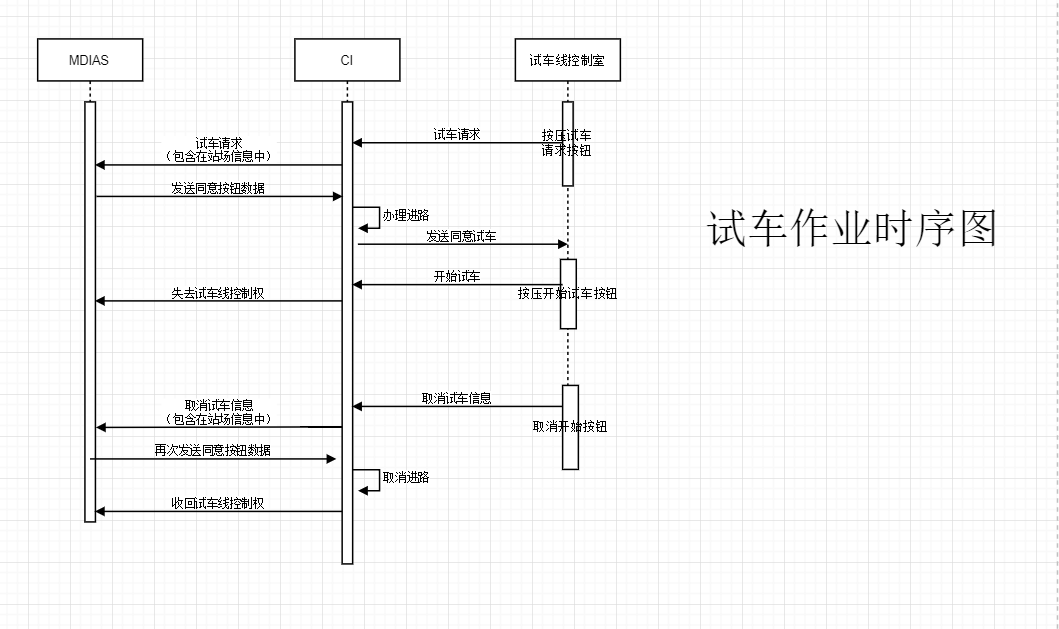 MDIAS
CI
试车线控制室
试车请求
按压试车
请求按钮
试车请求
（包含在站场信息中）
发送同意按钮数据
办理进路
发送同意试车
试车作业时序图
开始试车
按压开始试车按钮
失去试车线控制权
取消试车信息
取消试车信息
（包含在站场信息中）
取消开始按钮
再次发送同意按钮数据
取消进路
收回试车线控制权